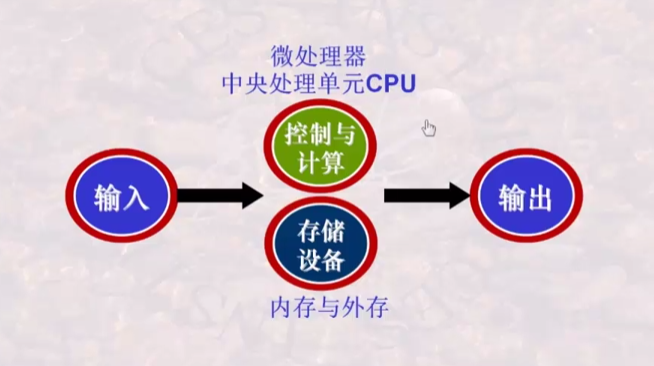 微处理器
中央处理单元CPU
控制与
计算
输入
输出
存储
设备
内存与外存